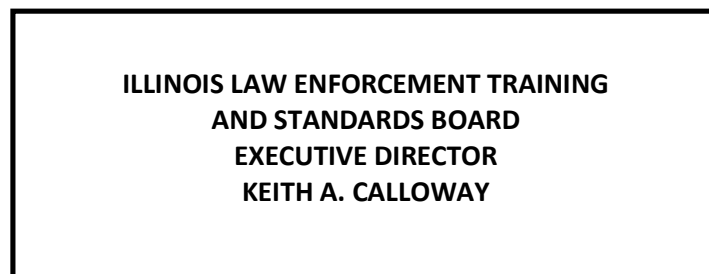 ILLINOIS LAW ENFORCEMENT TRAINING
AND STANDARDS BOARD
EXECUTIVE DIRECTOR
KEITH A. CALLOWAY